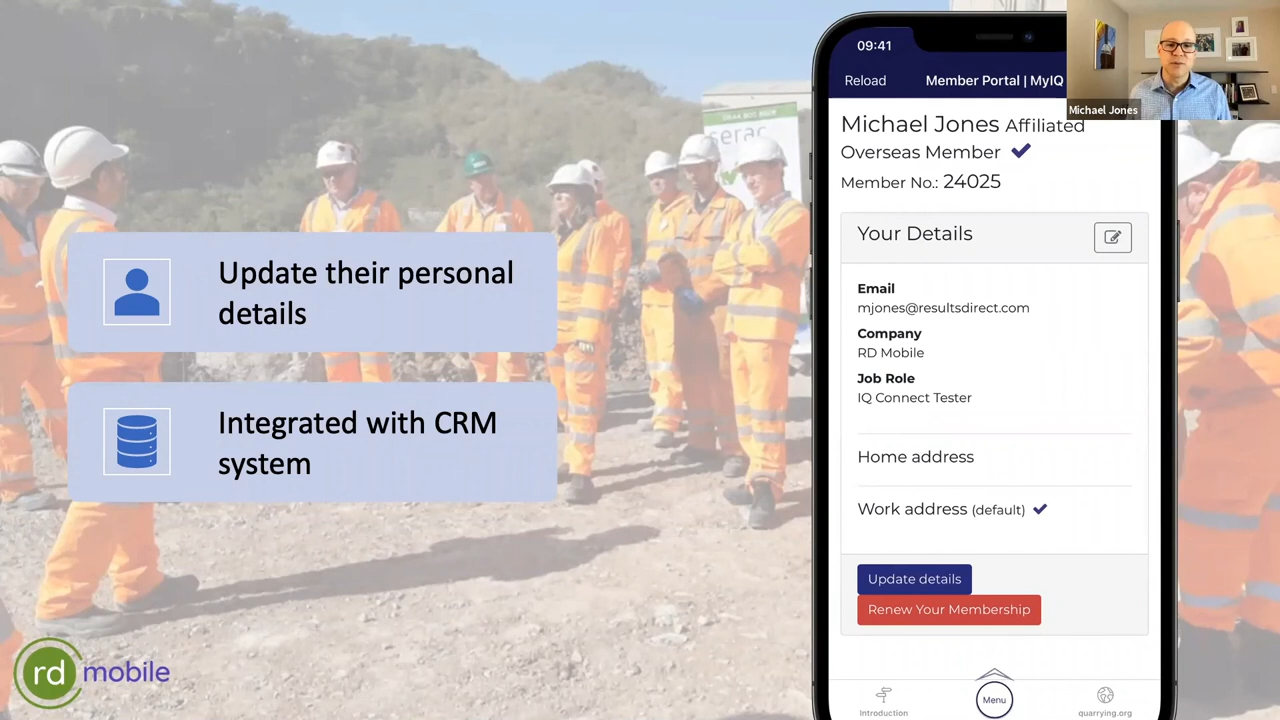 Update their personal
details
Integrated with CRM
system
rd mobile
serac
09:41
Reload
Member Portal | MyIQ
Michael Jones
Michael Jones Affiliated
Overseas Member
Member No.: 24025
Your Details
Email
mjones@resultsdirect.com
Company
RD Mobile
Job Role
IQ Connect Tester
Home address
Work address (default)
Update details
Renew Your Membership
Introduction
Menu
quarrying.org